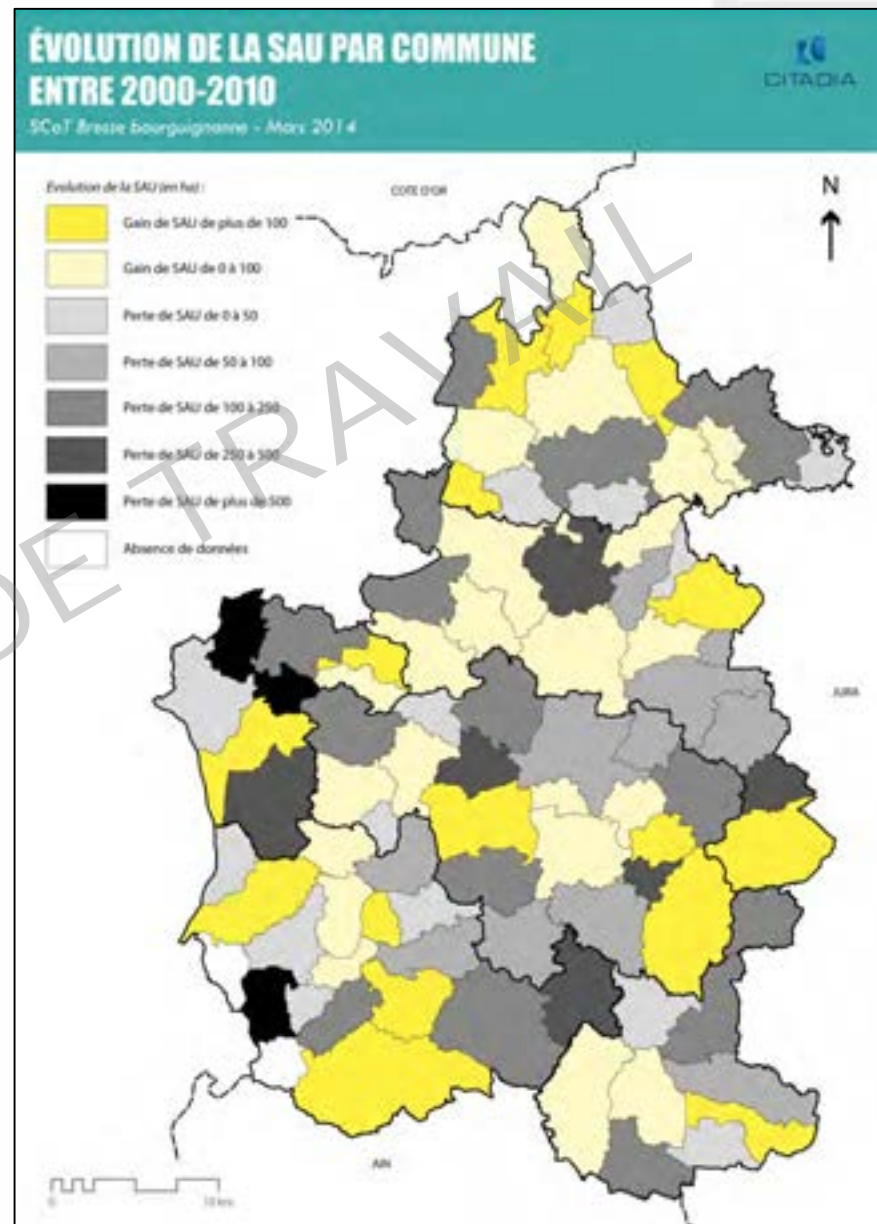 ÉVOLUTION DE LA SAU PAR COMMUNE
ENTRE 2000-2010
SCoT Bresse bourguignonne - Mars 2014
CITADIA
Evolution de la SAU (en ha) :
Gain de SAU de plus de 100
Gain de SAU de 0 à 100
Perte de SAU de 0 à 50
Perte de SAU de 50 à 100
Perte de SAU de 100 à 250
Perte de SAU de 250 à 500
Perte de SAU de plus de 500
Absence de données
COTE D'OR
N
JURA
AIN
0
10 km
DE TRAVAIL